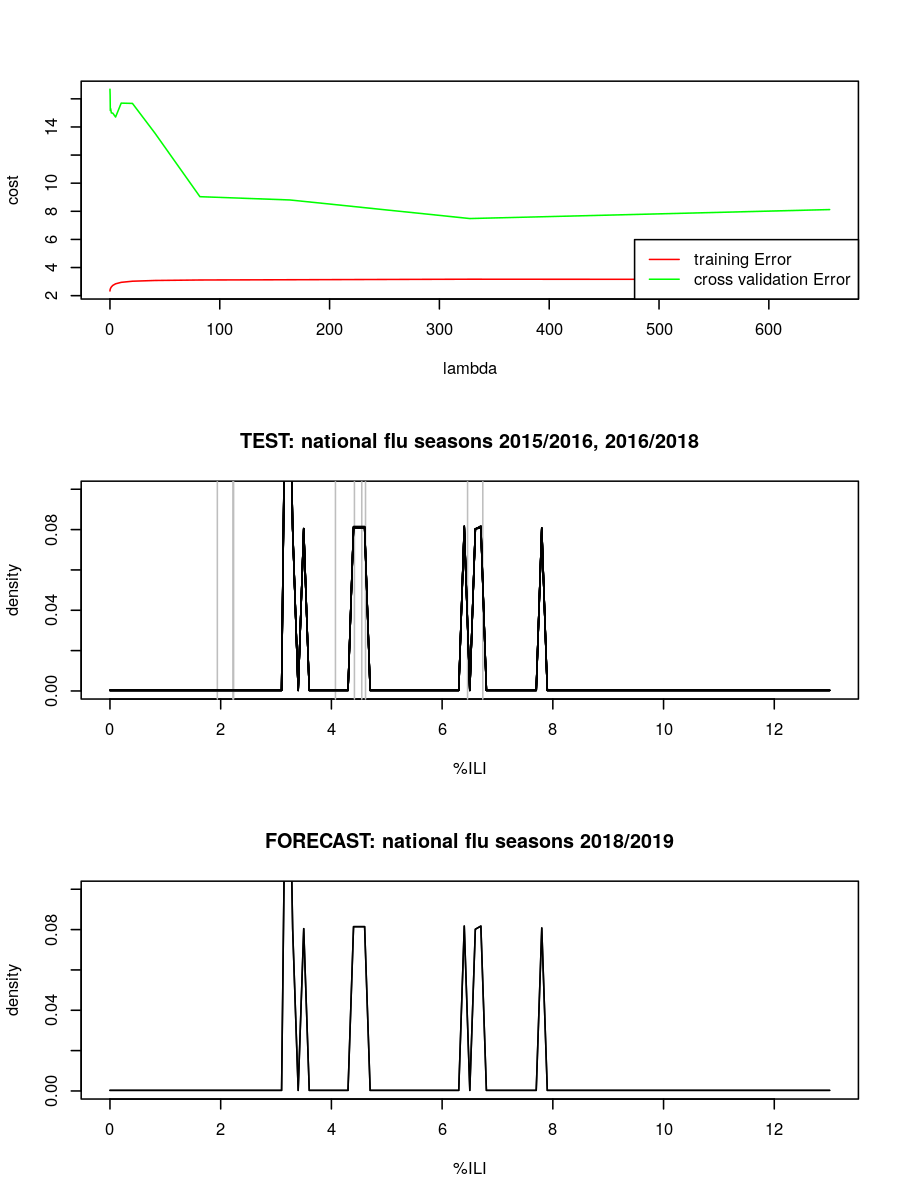 cost
14
10
8
6
4
2
training Error
cross validation Error
0 100 200 300 400 500 600
lambda
TEST: national flu seasons 2015/2016, 2016/2018
density
0.08
0.04
0.00
0 2 4 6 8 10 12
%ILI
FORECAST: national flu seasons 2018/2019
density
0.08
0.04
0.00
0 2 4 6 8 10 12
%ILI